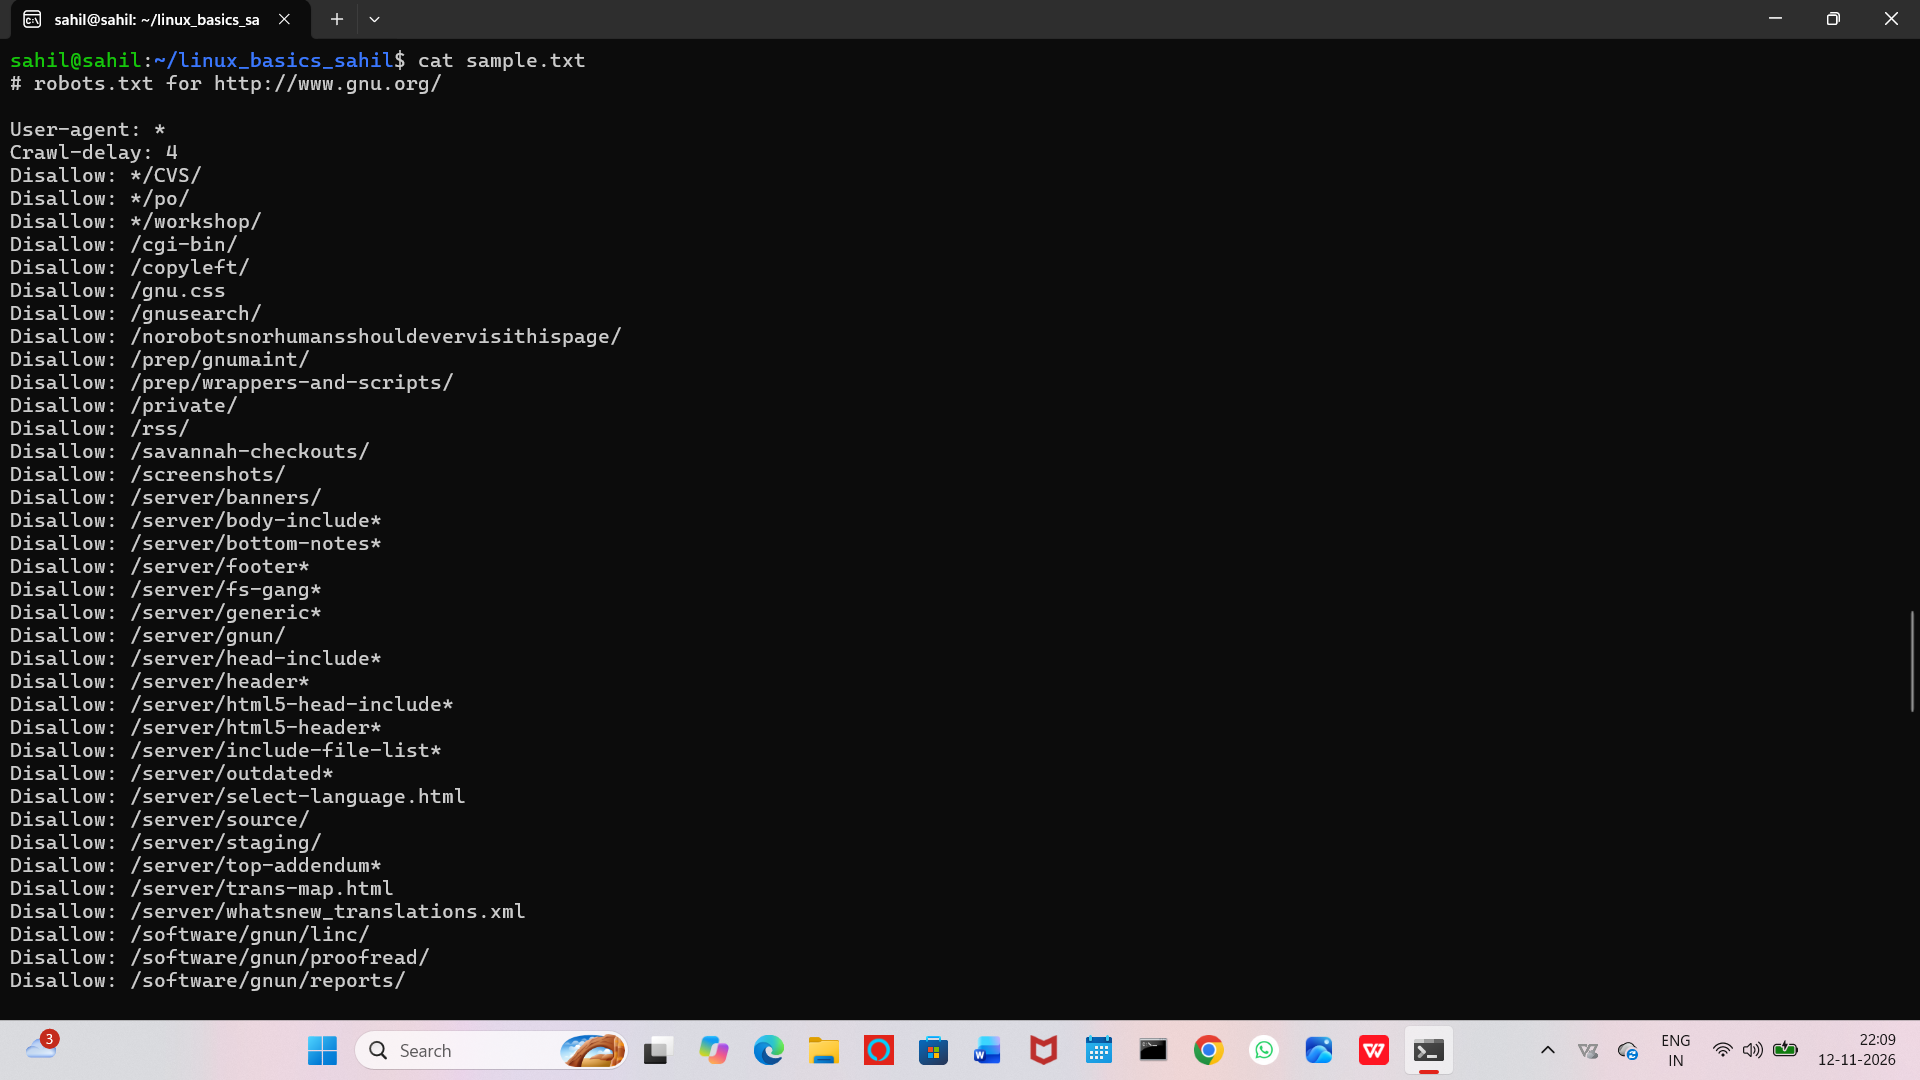 sahil@sahil: ~/linux_basics_sa
sahil@sahil:~/linux_basics_sahil$ cat sample.txt
# robots.txt for http://www.gnu.org/
User-agent: *
Crawl-delay: 4
Disallow: */CVS/
Disallow: */po/
Disallow: */workshop/
Disallow: /cgi-bin/
Disallow: /copyleft/
Disallow: /gnu.css
Disallow: /gnusearch/
Disallow: /norobotsnorhumansshouldevervisithispage/
Disallow: /prep/gnumaint/
Disallow: /prep/wrappers-and-scripts/
Disallow: /private/
Disallow: /rss/
Disallow: /savannah-checkouts/
Disallow: /screenshots/
Disallow: /server/banners/
Disallow: /server/body-include*
Disallow: /server/bottom-notes*
Disallow: /server/footer*
Disallow: /server/fs-gang*
Disallow: /server/generic*
Disallow: /server/gnun/
Disallow: /server/head-include*
Disallow: /server/header*
Disallow: /server/html5-head-include*
Disallow: /server/html5-header*
Disallow: /server/include-file-list*
Disallow: /server/outdated*
Disallow: /server/select-language.html
Disallow: /server/source/
Disallow: /server/staging/
Disallow: /server/top-addendum*
Disallow: /server/trans-map.html
Disallow: /server/whatsnew_translations.xml
Disallow: /software/gnun/linc/
Disallow: /software/gnun/proofread/
Disallow: /software/gnun/reports/
3
Search
ENG
IN
22:09
12-11-2026